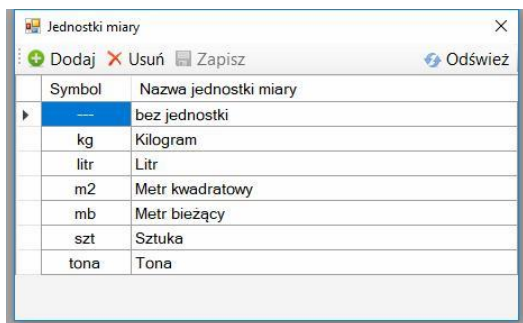 Jednostki miary
Dodaj Usuń Zapisz Odśwież
Symbol Nazwa jednostki miary
--- bez jednostki
kg Kilogram
litr Litr
m2 Metr kwadratowy
mb Metr bieżący
szt Sztuka
tona Tona